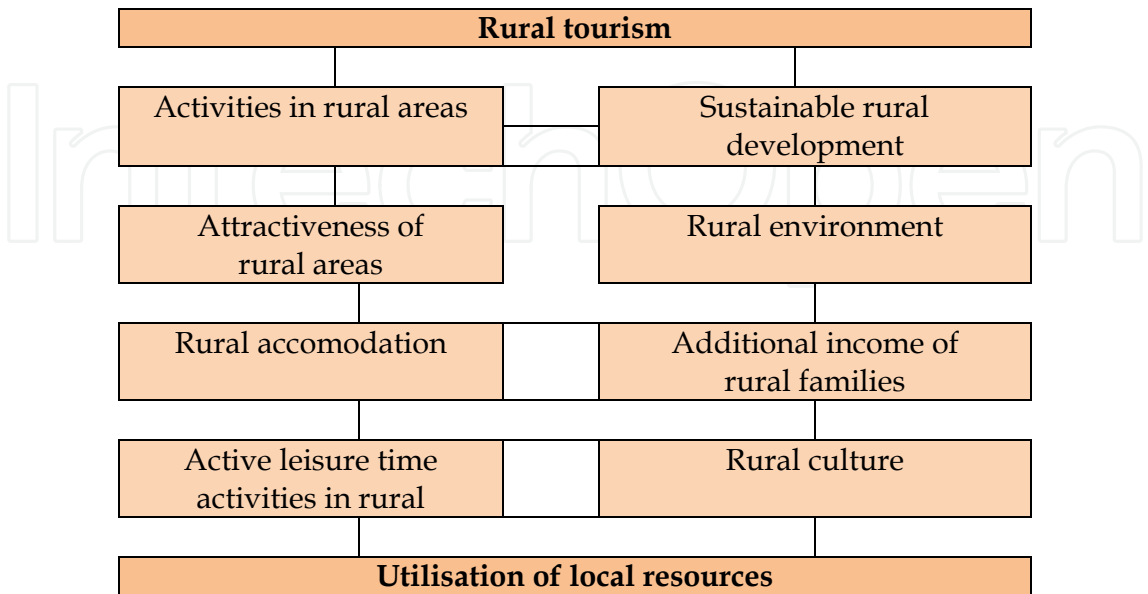 Rural tourism
Activities in rural areas
Sustainable rural
development
Attractiveness of
rural areas
Rural environment
Rural accomodation
Additional income of
rural families
Active leisure time
activities in rural
Rural culture
Utilisation of local resources
IntechOpen